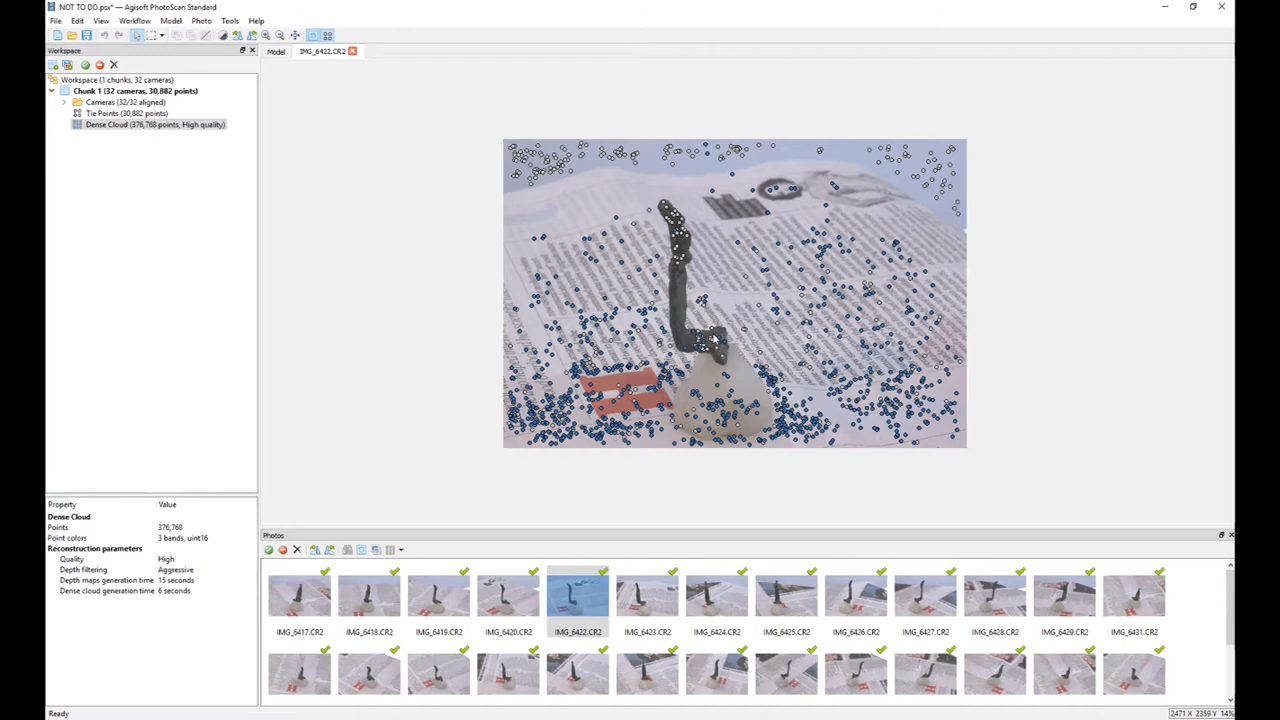 NOT TO DO.psx* — Agisoft PhotoScan Standard
File Edit View Workflow Model Photo Tools Help
Workspace
Model IMG_6422.CR2
Workspace (1 chunks, 32 cameras)
Chunk 1 (32 cameras, 30,882 points)
Cameras (32/32 aligned)
Tie Points (30,882 points)
Dense Cloud (376,768 points, High quality)
Property Value
Dense Cloud
Points 376,768
Point colors 3 bands, uint16
Reconstruction parameters
Quality High
Depth filtering Aggressive
Depth maps generation time 15 seconds
Dense cloud generation time 6 seconds
Photos
IMG_6417.CR2 IMG_6418.CR2 IMG_6419.CR2 IMG_6420.CR2 IMG_6422.CR2 IMG_6423.CR2 IMG_6424.CR2 IMG_6425.CR2 IMG_6426.CR2 IMG_6427.CR2 IMG_6428.CR2 IMG_6429.CR2 IMG_6431.CR2
Ready
2471 X 2359 Y 14%